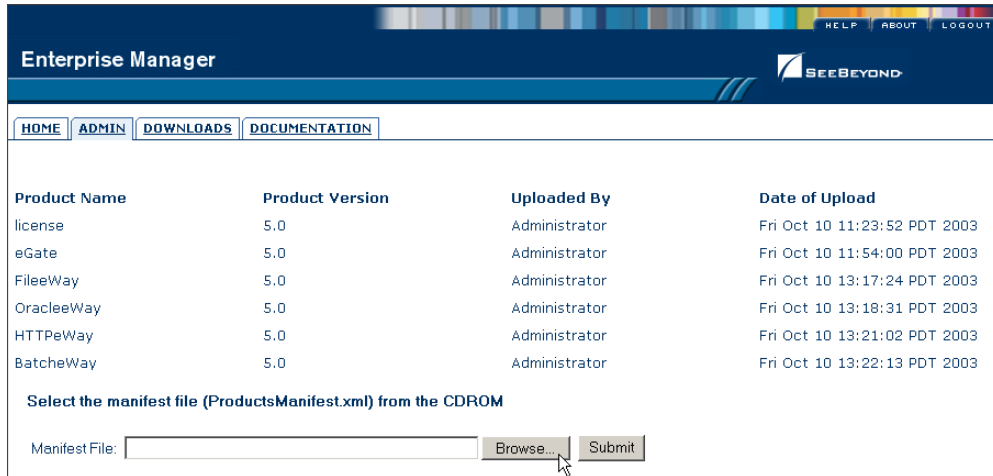 HELP ABOUT LOGOUT
Enterprise Manager
SEEBEYOND
HOME ADMIN DOWNLOADS DOCUMENTATION
Product Name Product Version Uploaded By Date of Upload
license 5.0 Administrator Fri Oct 10 11:23:52 PDT 2003
eGate 5.0 Administrator Fri Oct 10 11:54:00 PDT 2003
FileeWay 5.0 Administrator Fri Oct 10 13:17:24 PDT 2003
OracleeWay 5.0 Administrator Fri Oct 10 13:18:31 PDT 2003
HTTPeWay 5.0 Administrator Fri Oct 10 13:21:02 PDT 2003
BatcheWay 5.0 Administrator Fri Oct 10 13:22:13 PDT 2003
Select the manifest file (ProductsManifest.xml) from the CDROM
Manifest File: Browse... Submit